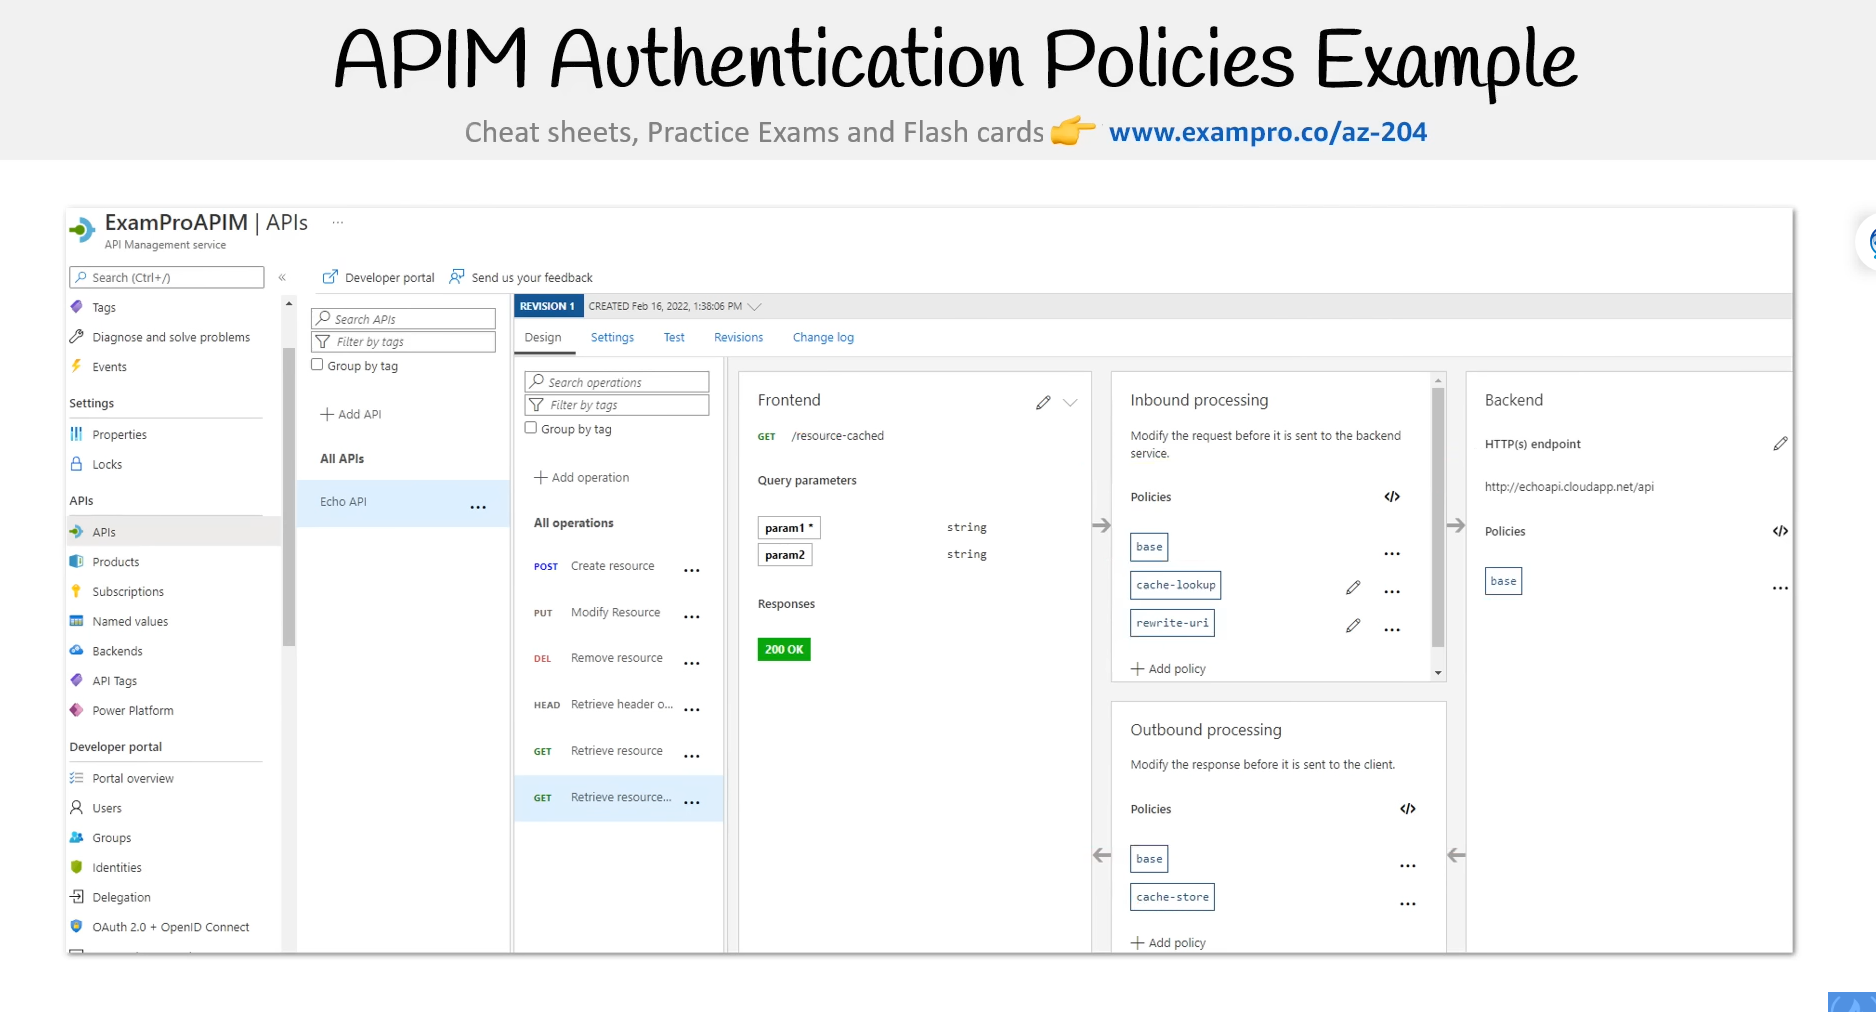 APIM Authentication Policies Example
Cheat sheets, Practice Exams and Flash cards www.exampro.co/az-204
ExamProAPIM | APIs ...
API Management service
Search (Ctrl+/)
«
Tags
Diagnose and solve problems
Events
Settings
Properties
Locks
APIs
APIs
Products
Subscriptions
Named values
Backends
API Tags
Power Platform
Developer portal
Portal overview
Users
Groups
Identities
Delegation
OAuth 2.0 + OpenID Connect
Developer portal
Send us your feedback
Search APIs
Filter by tags
Group by tag
+ Add API
All APIs
Echo API ...
REVISION 1 CREATED Feb 16, 2022, 1:38:06 PM
Design Settings Test Revisions Change log
Search operations
Filter by tags
Group by tag
+ Add operation
All operations
POST Create resource ...
PUT Modify Resource ...
DEL Remove resource ...
HEAD Retrieve header o... ...
GET Retrieve resource ...
GET Retrieve resource... ...
Frontend
GET /resource-cached
Query parameters
param1 * string
param2 string
Responses
200 OK
Inbound processing
Modify the request before it is sent to the backend
service.
Policies </>
base ...
cache-lookup ...
rewrite-uri ...
+ Add policy
Outbound processing
Modify the response before it is sent to the client.
Policies </>
base ...
cache-store ...
+ Add policy
Backend
HTTP(s) endpoint
http://echoapi.cloudapp.net/api
Policies </>
base ...